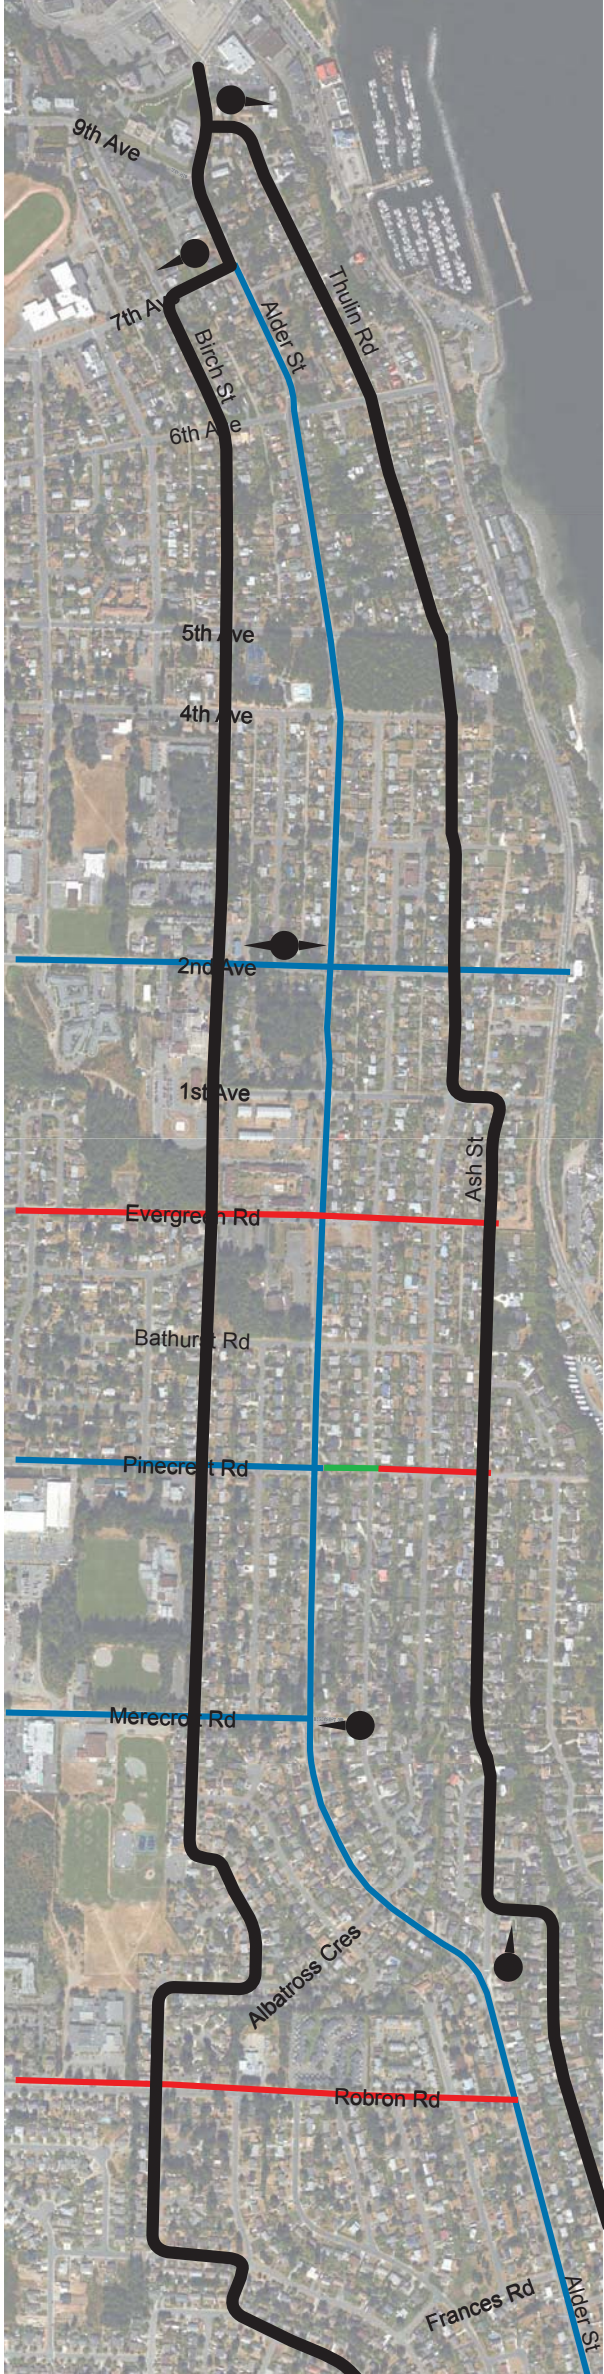 9th Ave
7th Av
Thulin Rd
Alder St
Birch St
6th Ave
5th Ave
4th Ave
2nd Ave
1st Ave
Ash St
Evergreen Rd
Bathurst Rd
Pinecrest Rd
Merecroft Rd
Albatross Cres
Robron Rd
Frances Rd
Alder St